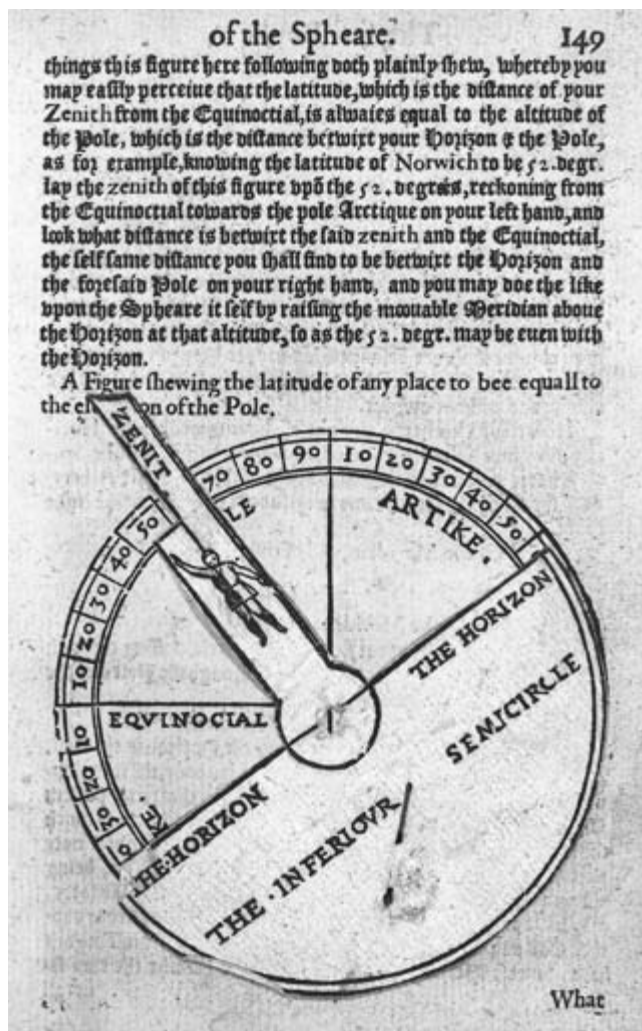 of the Spheare. 149
things this figure here following doth plainly shew, whereby you
may easily perceiue that the latitude, which is the distance of your
Zenith from the Equinoctial, is alwaies equal to the altitude of
the Pole, which is the distance betwixt your Horizon & the Pole,
as for example, knowing the latitude of Norwich to be 52. degr.
lay the zenith of this figure vpõ the 52. degrées, reckoning from
the Equinoctial towards the pole Arctique on your left hand, and
look what distance is betwixt the said zenith and the Equinoctial,
the self same distance you shall find to be betwixt the Horizon and
the foresaid Pole on your right hand, and you may doe the like
vpon the Spheare it self by raising the mouable Meridian aboue
the Horizon at that altitude, so as the 52. degr. may be euen with
the Horizon.
A Figure shewing the latitude of any place to bee equall to
the on of the Pole.
ZENIT
10 20 30 40 50
70 80 90 10 20 30 40 50
LE
ARTIKE.
THE HORIZON
EQVINOCIAL
SEMICIRCLE
10 20 30
KE.
THE·HORIZON
THE·INFERIOVR
What